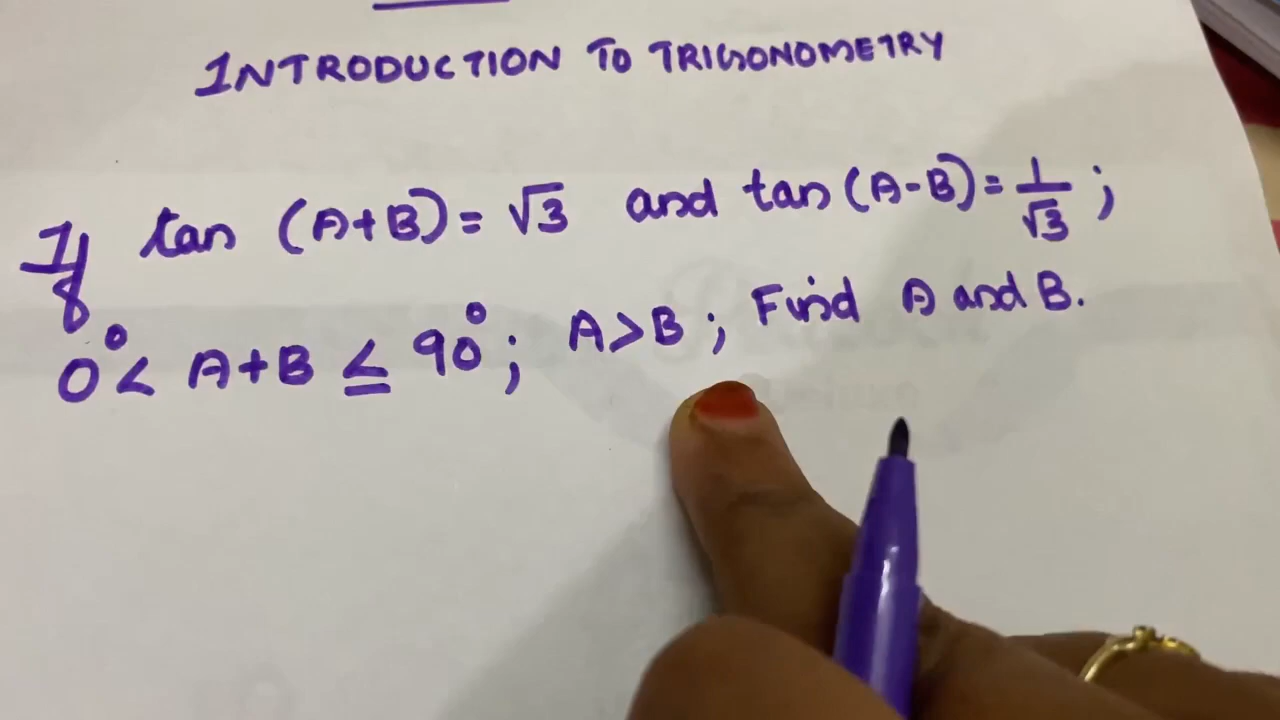 INTRODUCTION TO TRIGONOMETRY
If tan (A+B) = √3 and tan (A-B) = 1/√3 ;
0° < A+B ≤ 90° ; A > B ; Find A and B.